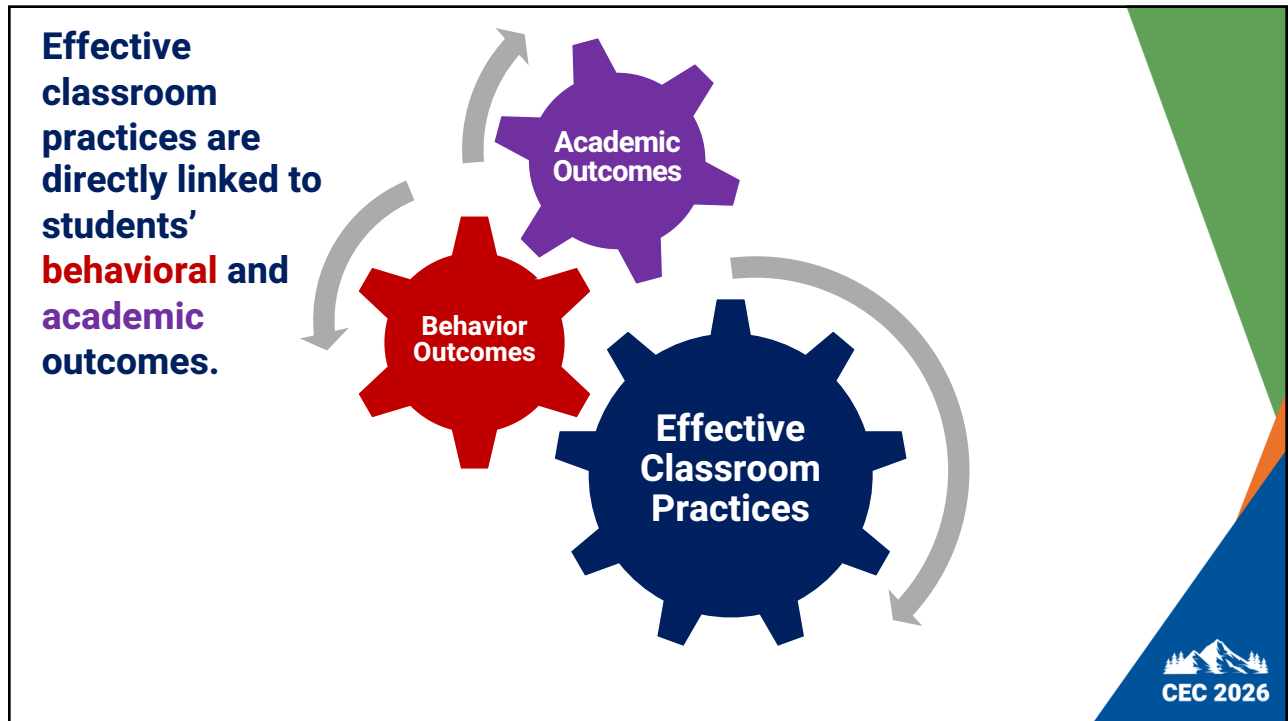 Effective
classroom
practices are
directly linked to
students’
behavioral and
academic
outcomes.
Academic
Outcomes
Behavior
Outcomes
Effective
Classroom
Practices
CEC 2026